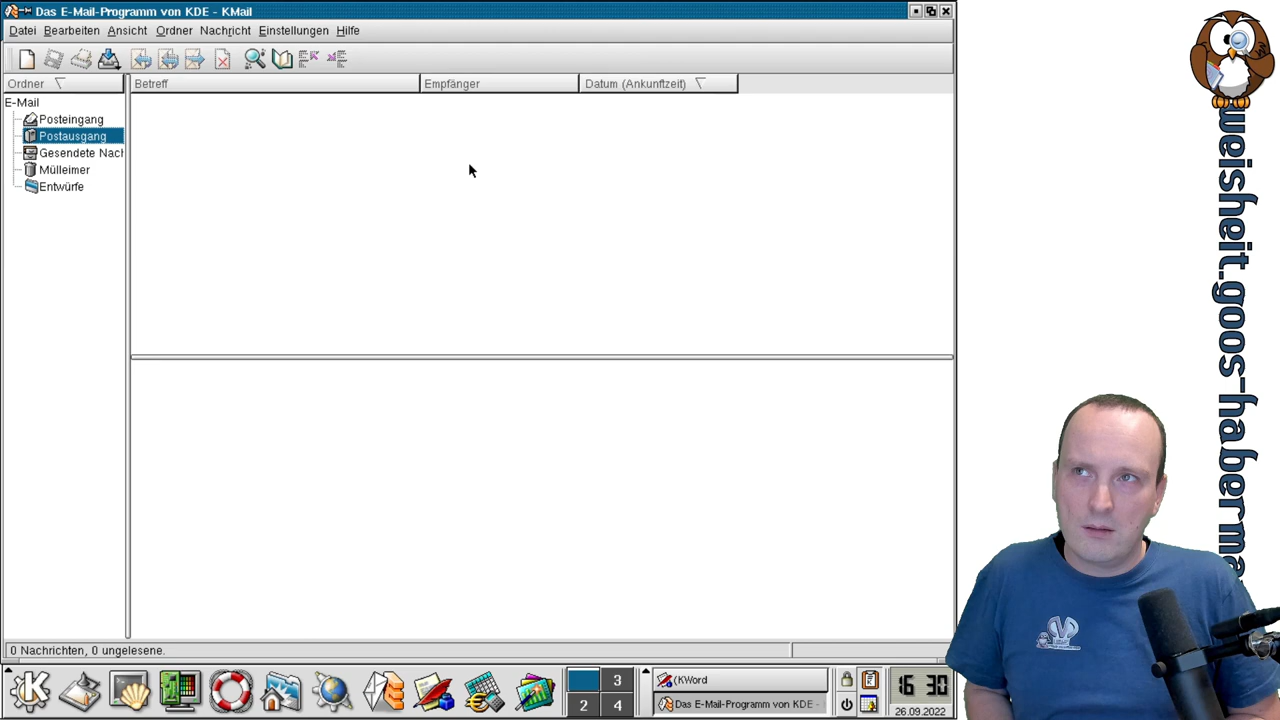 Das E-Mail-Programm von KDE - KMail
Datei Bearbeiten Ansicht Ordner Nachricht Einstellungen Hilfe
Ordner Betreff Empfänger Datum (Ankunftzeit)
E-Mail
Posteingang
Postausgang
Gesendete Nach
Mülleimer
Entwürfe
0 Nachrichten, 0 ungelesene.
3
2 4
(KWord
Das E-Mail-Programm von KDE -
16 30
26.09.2022
weisheit.goos-haberma